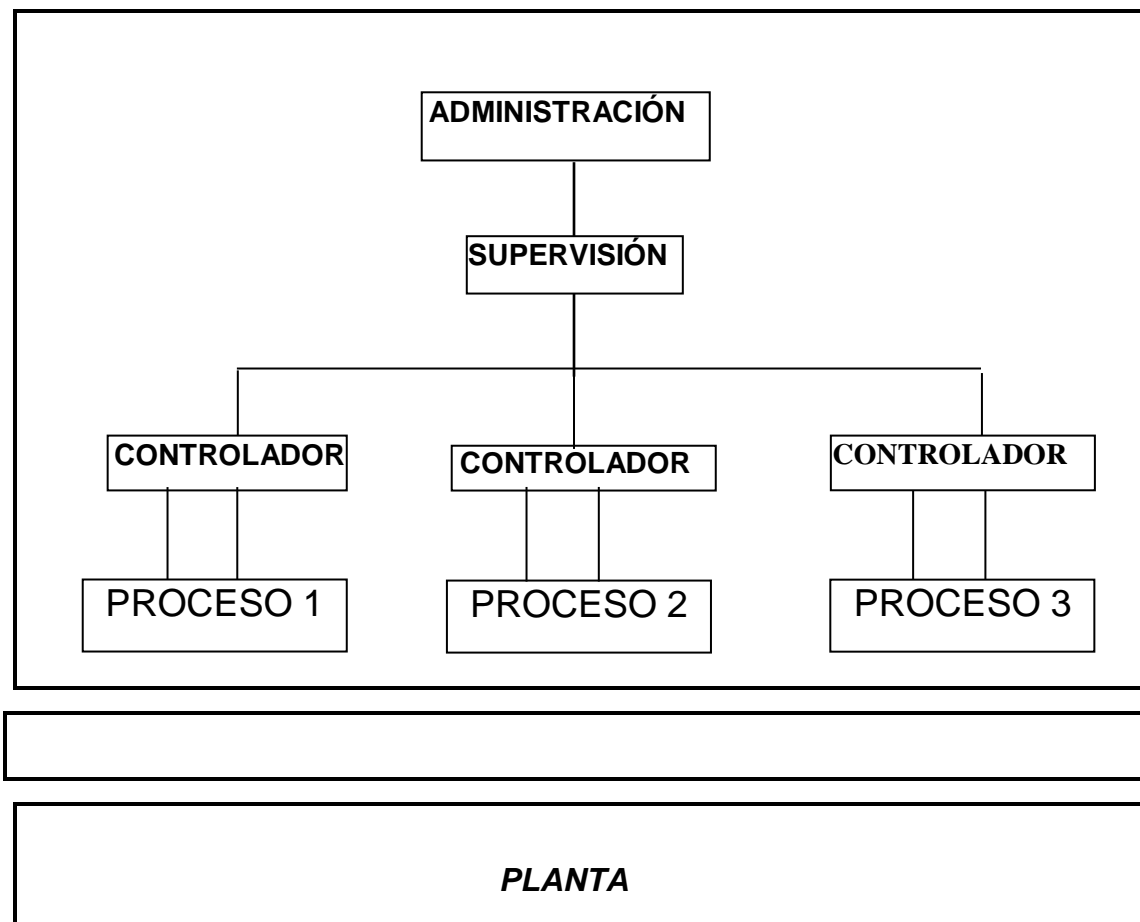 ADMINISTRACIÓN
SUPERVISIÓN
CONTROLADOR
CONTROLADOR
CONTROLADOR
PROCESO 1
PROCESO 2
PROCESO 3
PLANTA